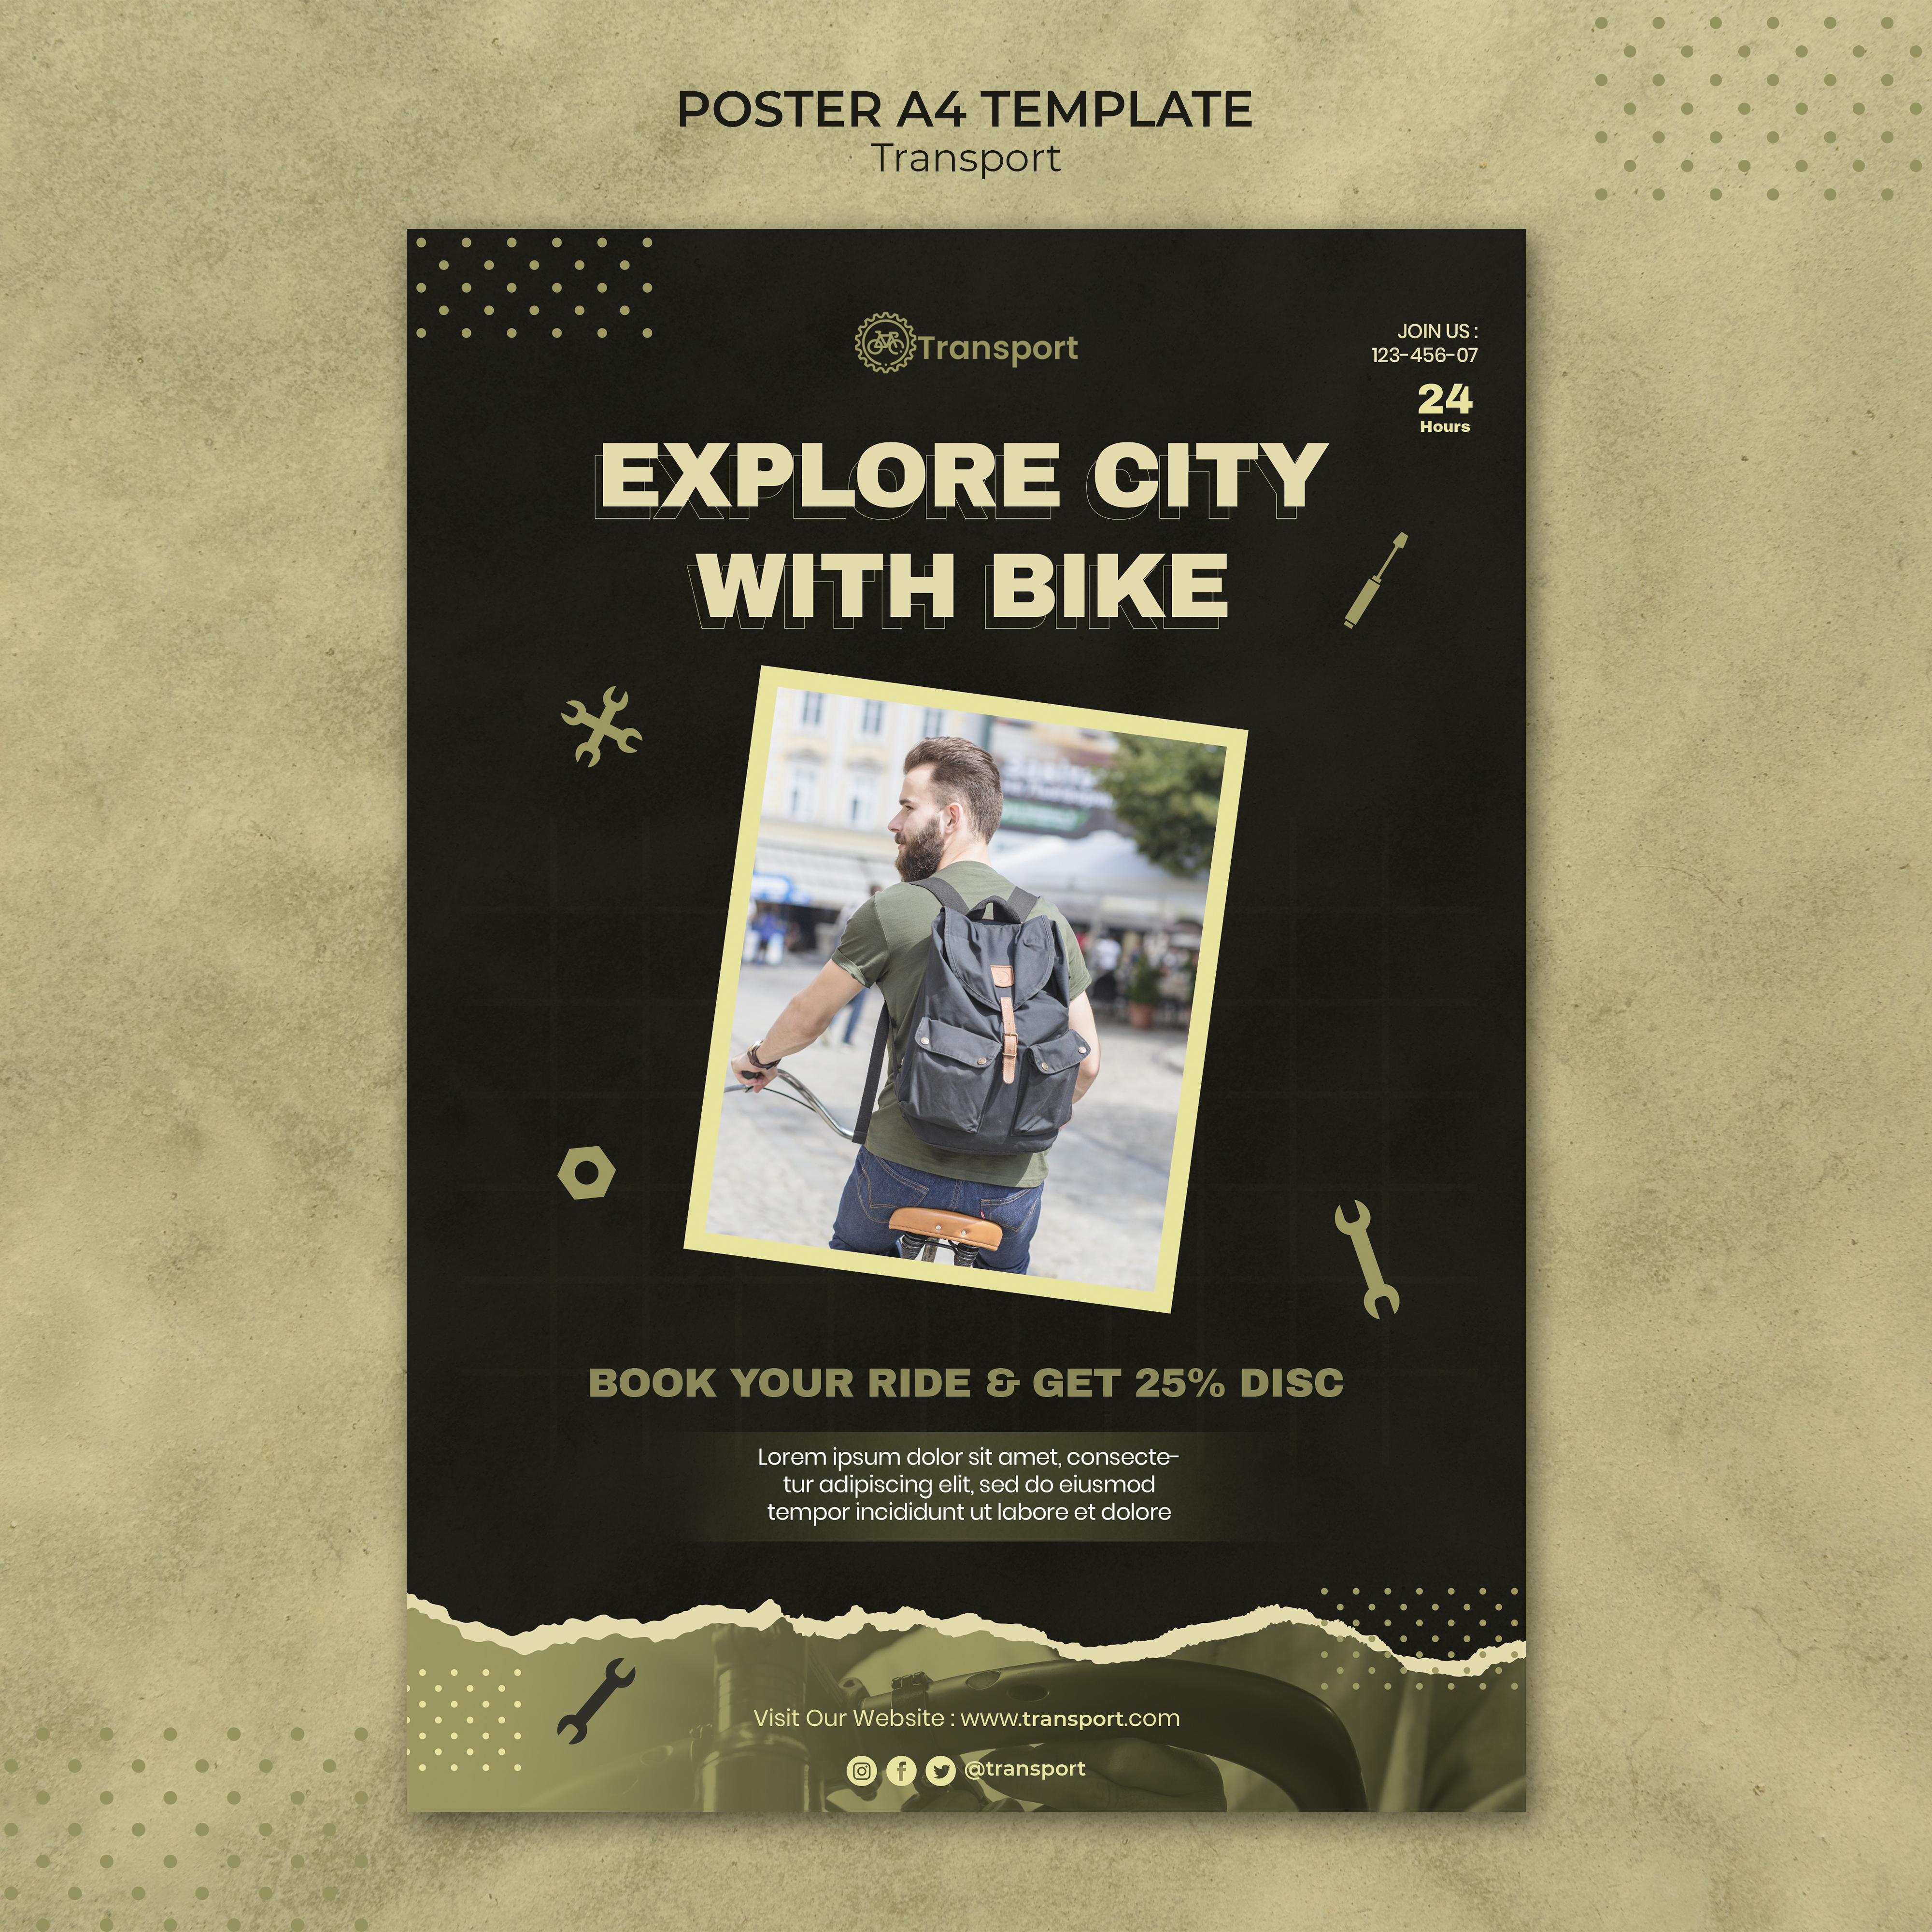 POSTER A4 TEMPLATE
Transport
Transport
JOIN US :
123-456-07
24
Hours
EXPLORE CITY
WITH BIKE
BOOK YOUR RIDE & GET 25% DISC
Lorem ipsum dolor sit amet, consecte-
tur adipiscing elit, sed do eiusmod
tempor incididunt ut labore et dolore
Visit Our Website : www.transport.com
@transport